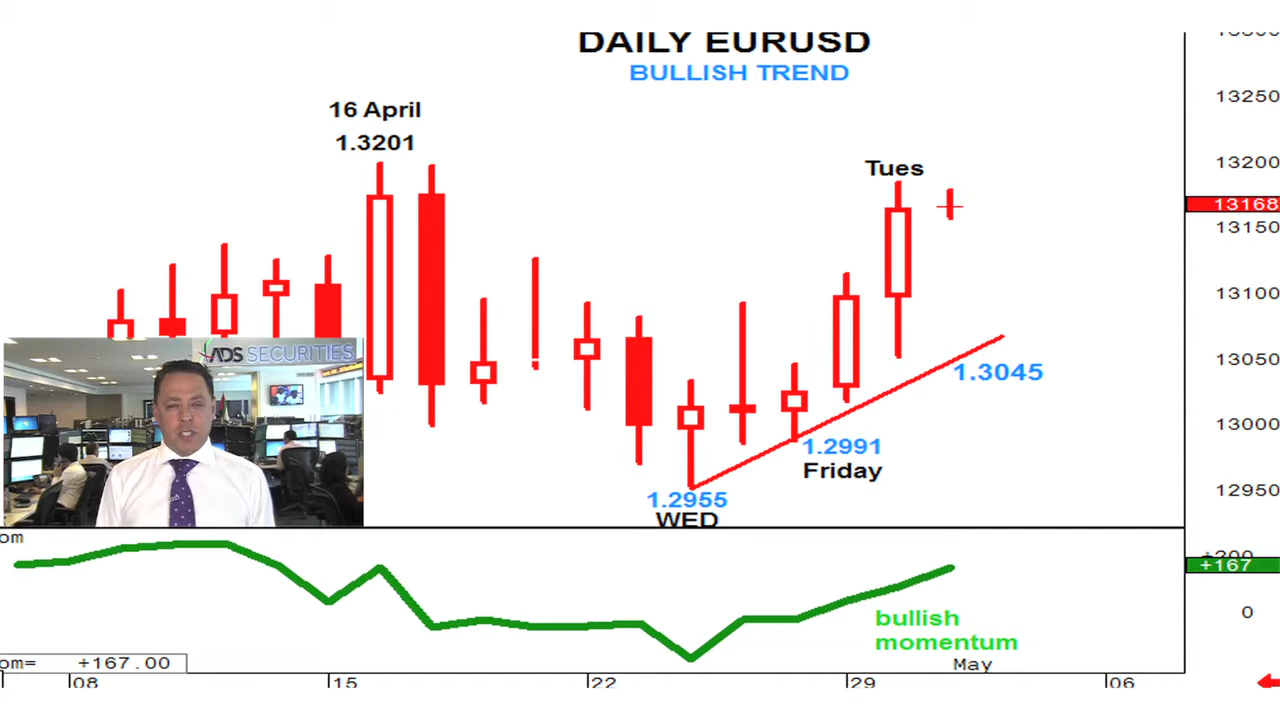 DAILY EURUSD
BULLISH TREND
16 April
1.3201
Tues
13250
13200
13168
13150
13100
13050
13000
12950
ADS SECURITIES
1.3045
1.2991
Friday
1.2955
WED
om
+200
+167
0
bullish
momentum
om= +167.00
May
08
15
22
29
06